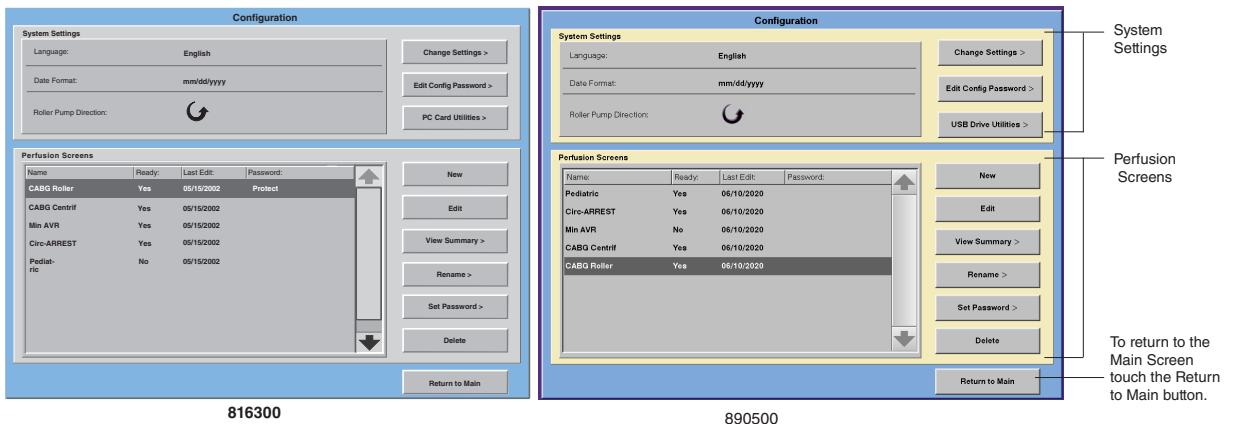 Configuration
System Settings
Language: English
Date Format: mm/dd/yyyy
Roller Pump Direction:
Change Settings >
Edit Config Password >
PC Card Utilities >
Perfusion Screens
Name Ready: Last Edit: Password:
CABG Roller Yes 05/15/2002 Protect
CABG Centrif Yes 05/15/2002
Min AVR Yes 05/15/2002
Circ-ARREST Yes 05/15/2002
Pediat-
ric No 05/15/2002
New
Edit
View Summary >
Rename >
Set Password >
Delete
Return to Main
816300
Configuration
System Settings
Language: English
Date Format: mm/dd/yyyy
Roller Pump Direction:
Change Settings >
Edit Config Password >
USB Drive Utilities >
Perfusion Screens
Name: Ready: Last Edit: Password:
Pediatric Yes 06/10/2020
Circ-ARREST Yes 06/10/2020
Min AVR No 06/10/2020
CABG Centrif Yes 06/10/2020
CABG Roller Yes 06/10/2020
New
Edit
View Summary >
Rename >
Set Password >
Delete
Return to Main
890500
System
Settings
Perfusion
Screens
To return to the
Main Screen
touch the Return
to Main button.